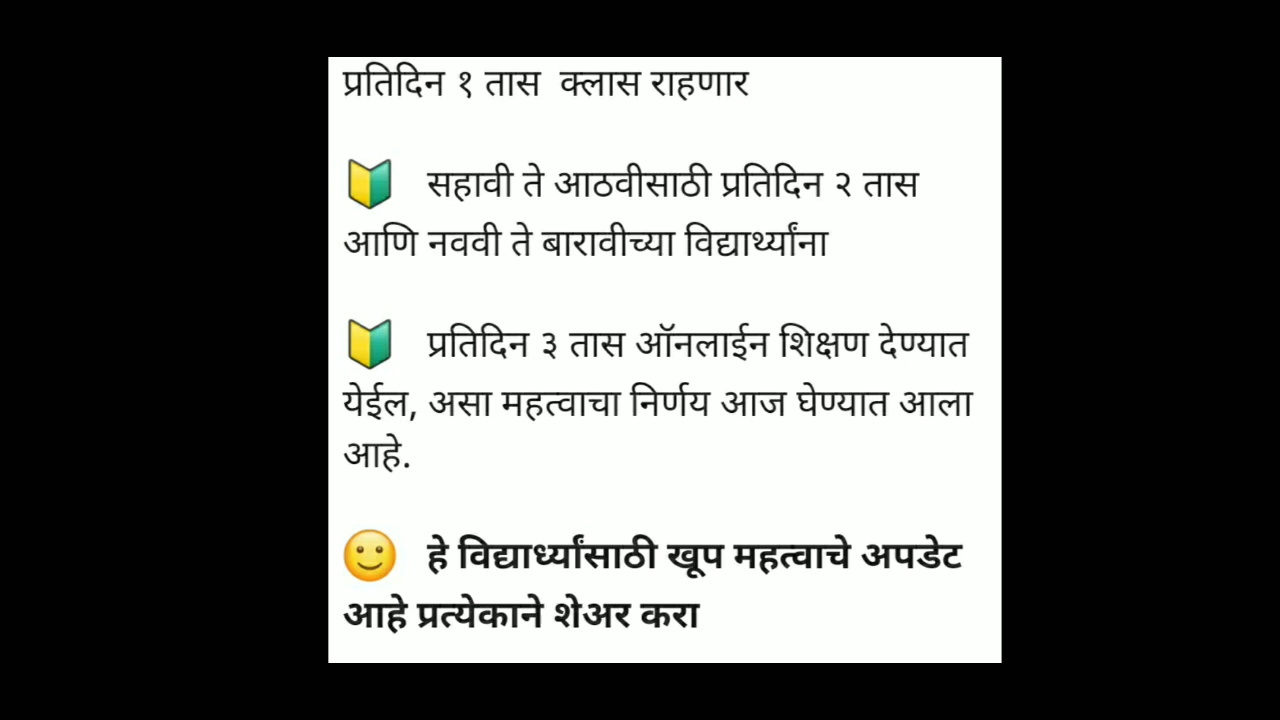 प्रतिदिन १ तास क्लास राहणार
🔰 सहावी ते आठवीसाठी प्रतिदिन २ तास
आणि नववी ते बारावीच्या विद्यार्थ्यांना
🔰 प्रतिदिन ३ तास ऑनलाईन शिक्षण देण्यात
येईल, असा महत्वाचा निर्णय आज घेण्यात आला
आहे.
🙂 हे विद्यार्ध्यांसाठी खूप महत्वाचे अपडेट
आहे प्रत्येकाने शेअर करा